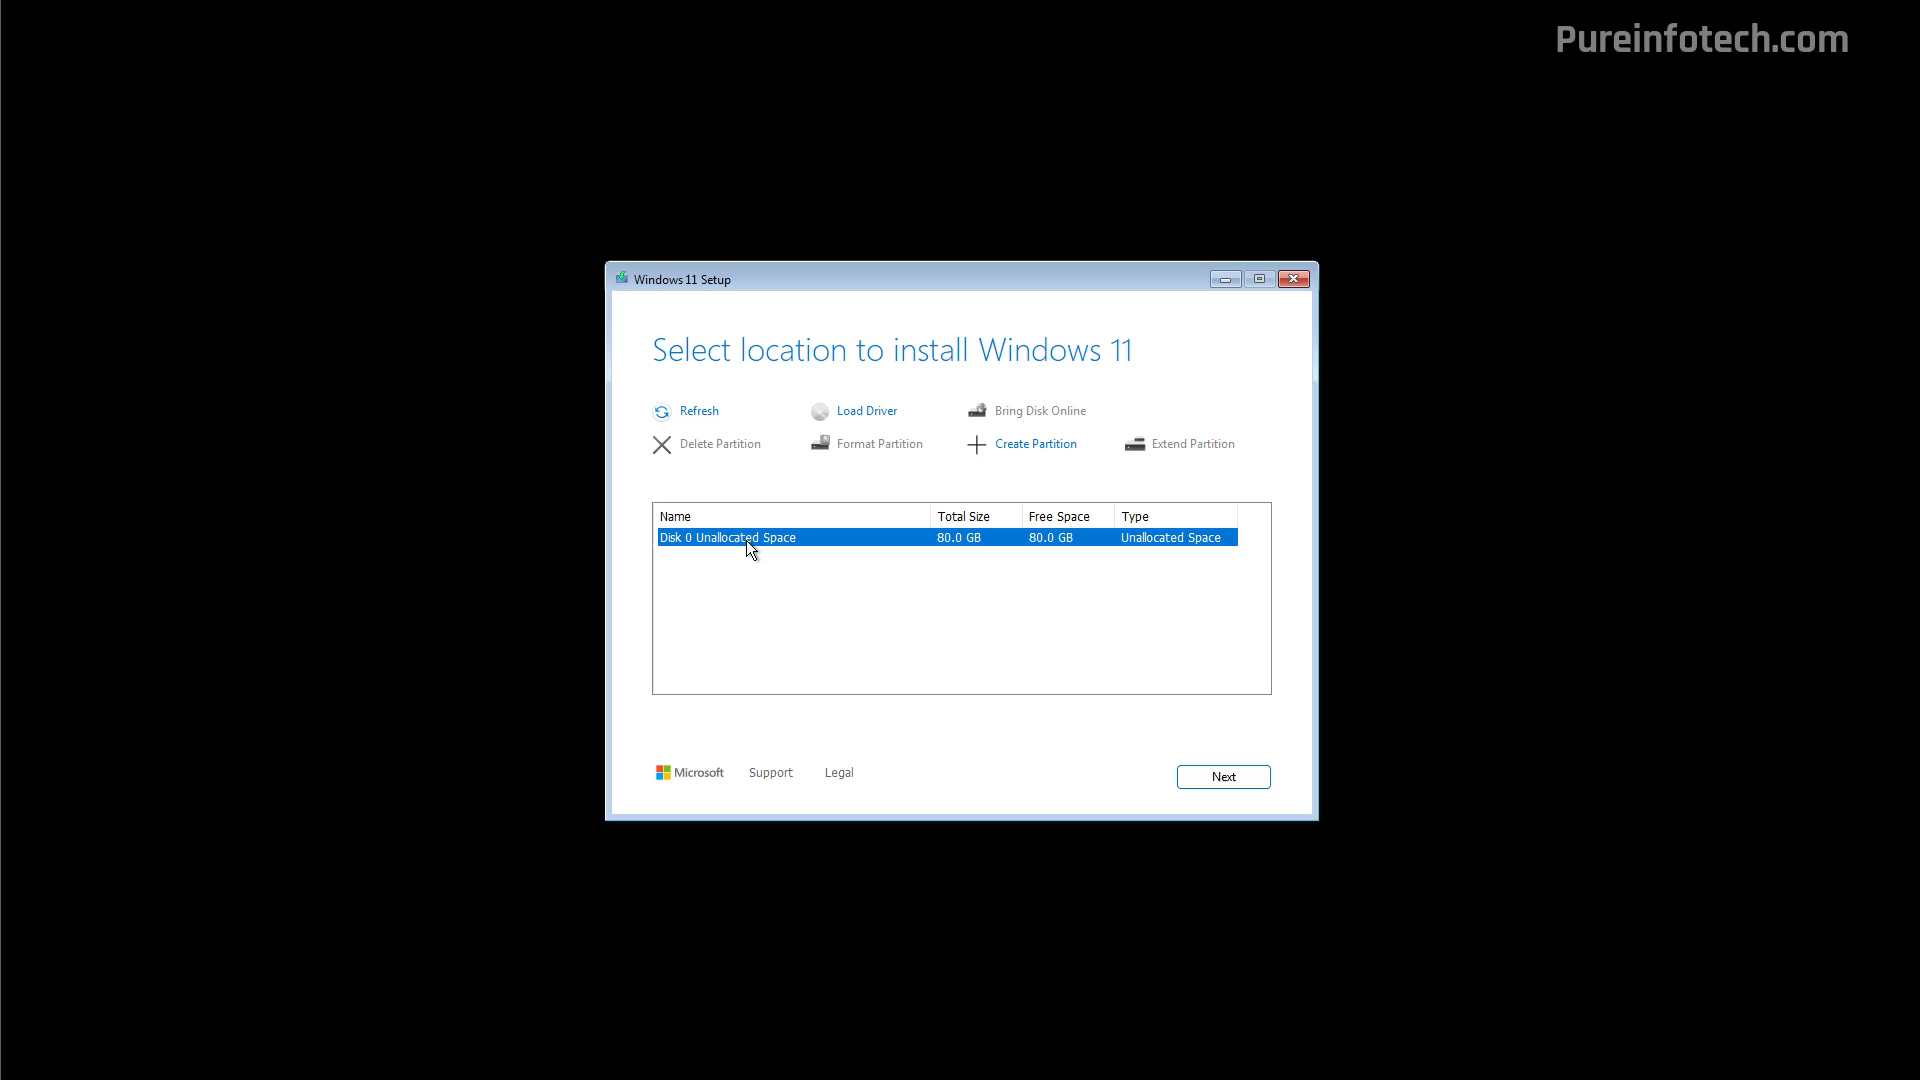 Pureinfotech.com
Windows 11 Setup
Select location to install Windows 11
Refresh Load Driver Bring Disk Online
Delete Partition Format Partition Create Partition Extend Partition
Name Total Size Free Space Type
Disk 0 Unallocated Space 80.0 GB 80.0 GB Unallocated Space
Microsoft Support Legal
Next